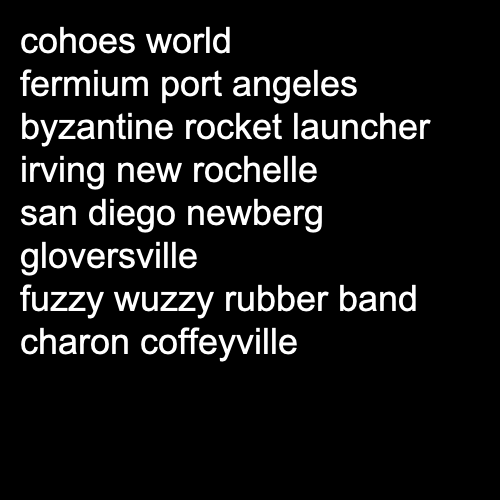 cohoes world
fermium port angeles
byzantine rocket launcher
irving new rochelle
san diego newberg
gloversville
fuzzy wuzzy rubber band
charon coffeyville